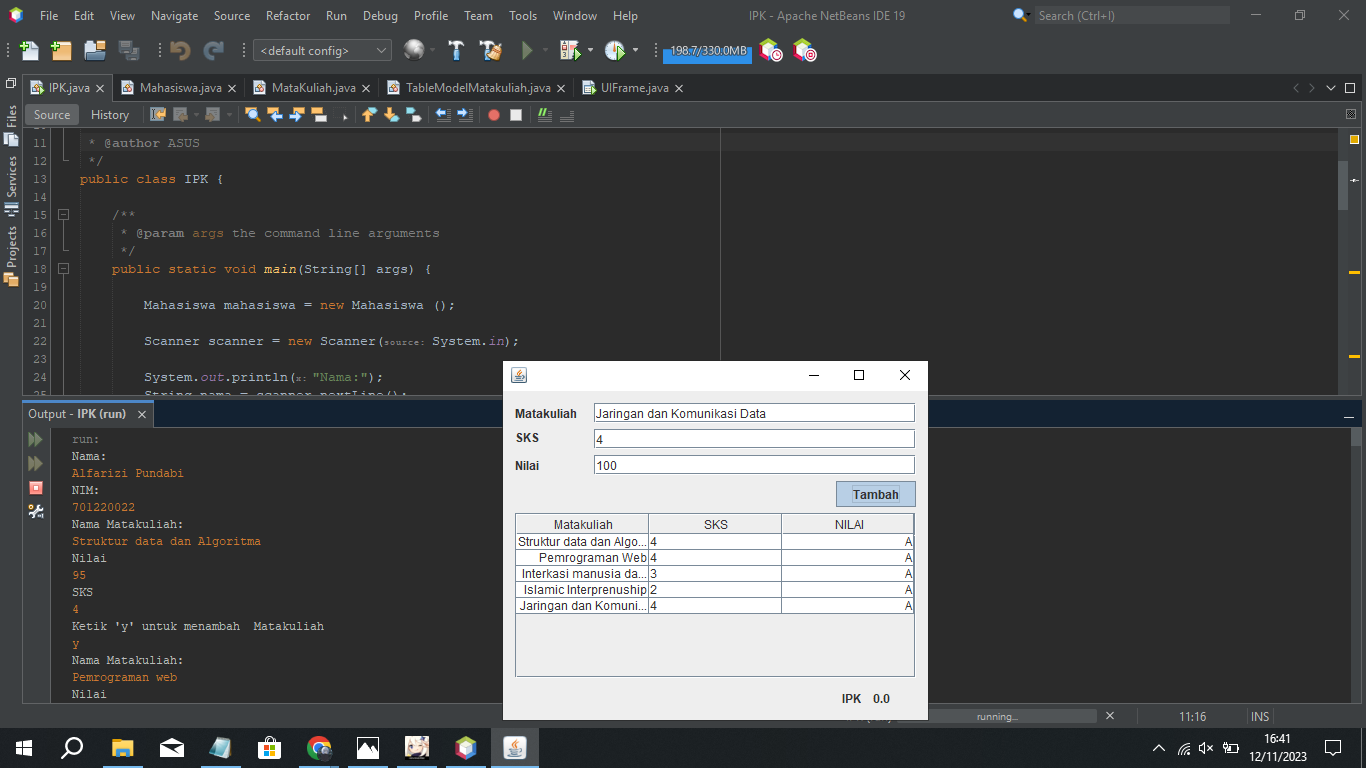 File Edit View Navigate Source Refactor Run Debug Profile Team Tools Window Help IPK - Apache NetBeans IDE 19 Search (Ctrl+I)
<default config> 198.7/330.0MB
IPK.java Mahasiswa.java MataKuliah.java TableModelMatakuliah.java UIFrame.java
Source History
Files
Services
Projects
11 * @author ASUS
12 */
13 public class IPK {
14
15 /**
16 * @param args the command line arguments
17 */
18 public static void main(String[] args) {
19
20 Mahasiswa mahasiswa = new Mahasiswa ();
21
22 Scanner scanner = new Scanner(source: System.in);
23
24 System.out.println(x: "Nama:");
25 String nama = scanner.nextLine();
Output - IPK (run)
run:
Nama:
Alfarizi Pundabi
NIM:
701220022
Nama Matakuliah:
Struktur data dan Algoritma
Nilai
95
SKS
4
Ketik 'y' untuk menambah Matakuliah
y
Nama Matakuliah:
Pemrograman web
Nilai
Matakuliah Jaringan dan Komunikasi Data
SKS 4
Nilai 100
Tambah
Matakuliah SKS NILAI
Struktur data dan Algo... 4 A
Pemrograman Web 4 A
Interkasi manusia da... 3 A
Islamic Interprenuship 2 A
Jaringan dan Komuni... 4 A
IPK 0.0
running...
11:16 INS
16:41
12/11/2023